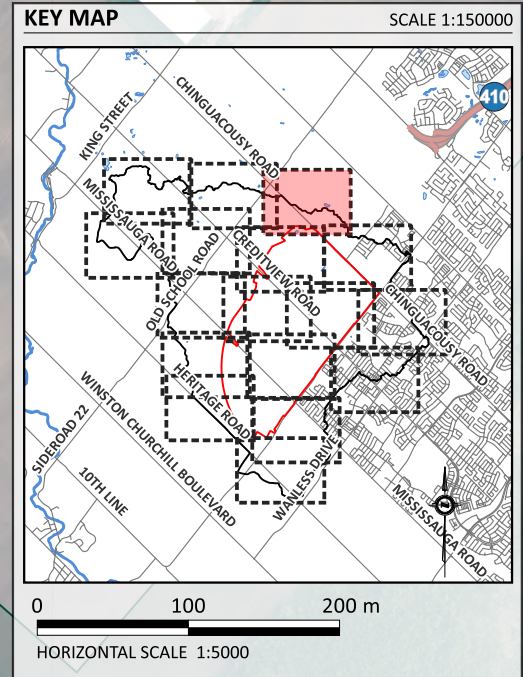 KEY MAP
SCALE 1:150000
410
KING STREET
CHINGUACOUSY ROAD
MISSISSAUGA ROAD
OLD SCHOOL ROAD
CREDITVIEW ROAD
CHINGUACOUSY ROAD
HERITAGE ROAD
WINSTON CHURCHILL BOULEVARD
SIDEROAD 22
10TH LINE
WANLESS DRIVE
MISSISSAUGA ROAD
0 100 200 m
HORIZONTAL SCALE 1:5000